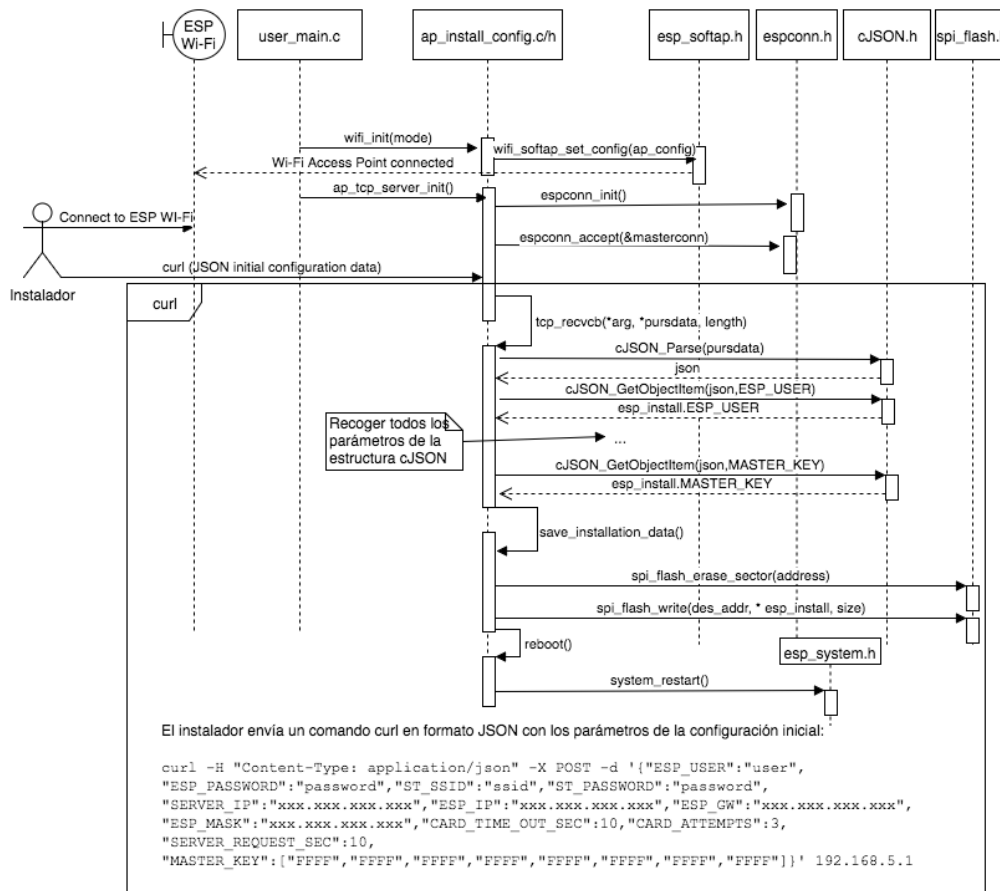 ESP
Wi-Fi
user_main.c
ap_install_config.c/h
esp_softap.h
espconn.h
cJSON.h
spi_flash.h
wifi_init(mode)
wifi_softap_set_config(ap_config)
Wi-Fi Access Point connected
ap_tcp_server_init()
espconn_init()
Connect to ESP WI-Fi
espconn_accept(&masterconn)
curl (JSON initial configuration data)
Instalador
curl
tcp_recvcb(*arg, *pursdata, length)
cJSON_Parse(pursdata)
json
cJSON_GetObjectItem(json,ESP_USER)
esp_install.ESP_USER
Recoger todos los
parámetros de la
estructura cJSON
...
cJSON_GetObjectItem(json,MASTER_KEY)
esp_install.MASTER_KEY
save_installation_data()
spi_flash_erase_sector(address)
spi_flash_write(des_addr, * esp_install, size)
reboot()
esp_system.h
system_restart()
El instalador envía un comando curl en formato JSON con los parámetros de la configuración inicial:
curl -H "Content-Type: application/json" -X POST -d '{"ESP_USER":"user",
"ESP_PASSWORD":"password","ST_SSID":"ssid","ST_PASSWORD":"password",
"SERVER_IP":"xxx.xxx.xxx.xxx","ESP_IP":"xxx.xxx.xxx.xxx","ESP_GW":"xxx.xxx.xxx.xxx",
"ESP_MASK":"xxx.xxx.xxx.xxx","CARD_TIME_OUT_SEC":10,"CARD_ATTEMPTS":3,
"SERVER_REQUEST_SEC":10,
"MASTER_KEY":["FFFF","FFFF","FFFF","FFFF","FFFF","FFFF","FFFF","FFFF"]}' 192.168.5.1